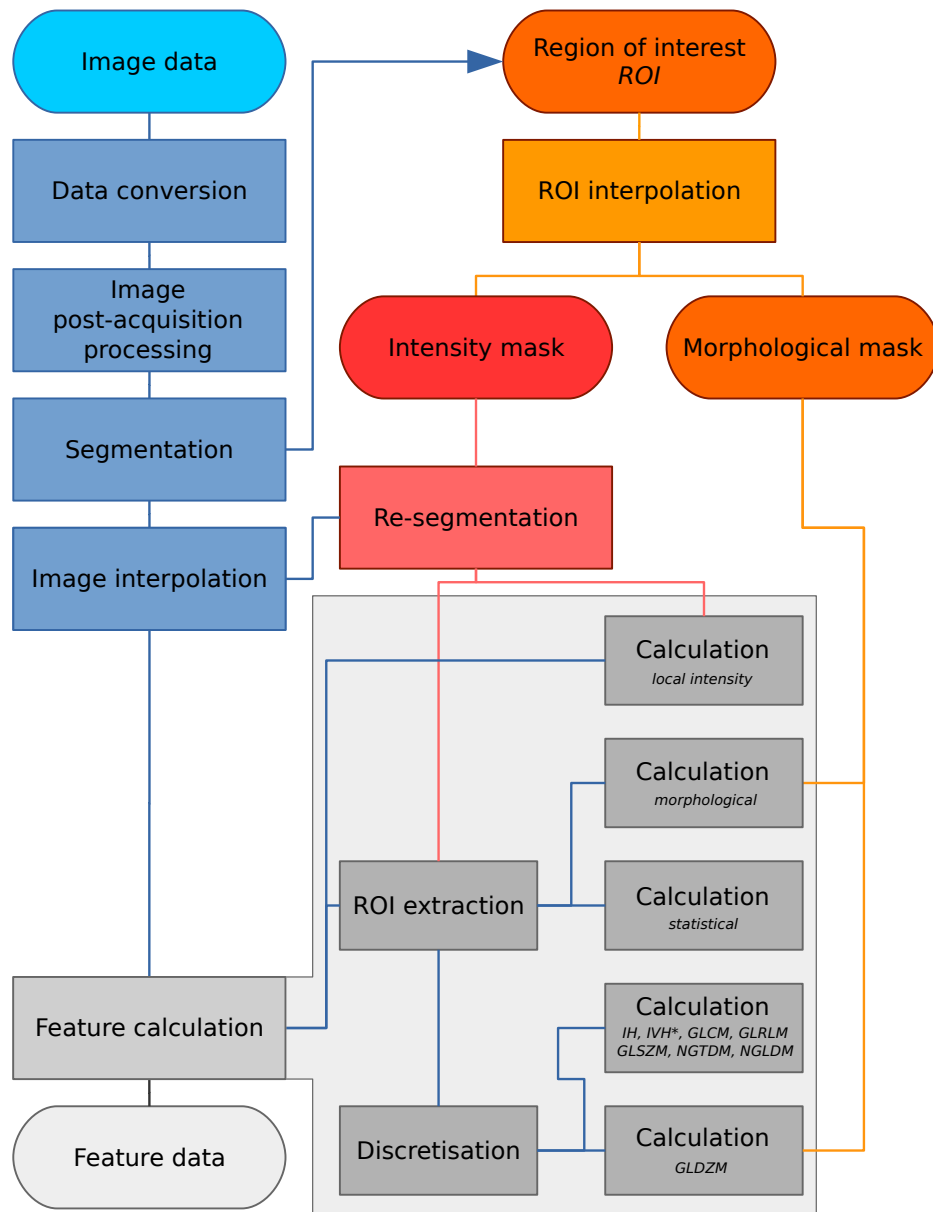 Image data
Region of interest
ROI
Data conversion
ROI interpolation
Image
post-acquisition
processing
Intensity mask
Morphological mask
Segmentation
Re-segmentation
Image interpolation
Calculation
local intensity
Calculation
morphological
ROI extraction
Calculation
statistical
Feature calculation
Calculation
IH, IVH*, GLCM, GLRLM
GLSZM, NGTDM, NGLDM
Feature data
Discretisation
Calculation
GLDZM